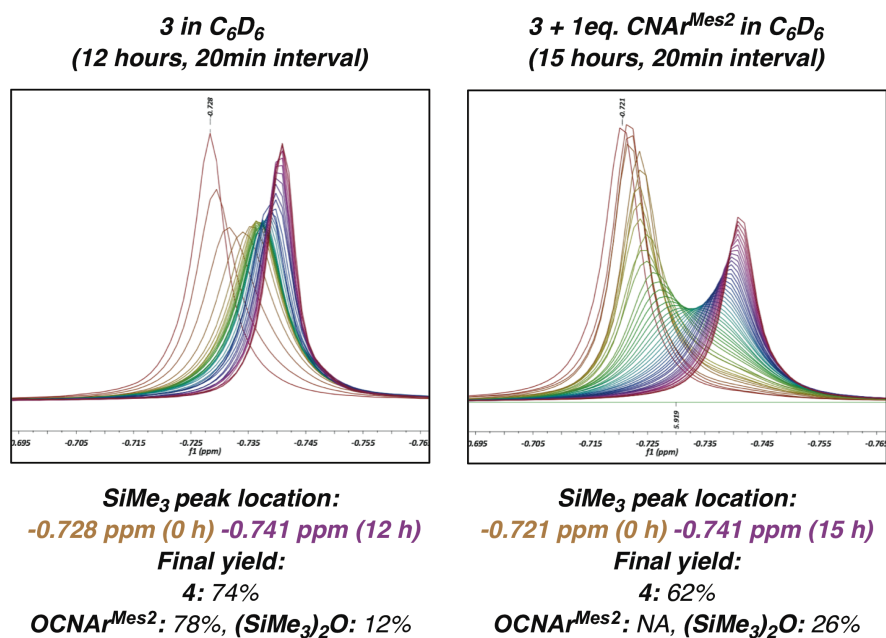 3 in C6D6
(12 hours, 20min interval)
-0.728
0.695 -0.705 -0.715 -0.725 -0.735 -0.745 -0.755 -0.76
f1 (ppm)
SiMe3 peak location:
-0.728 ppm (0 h) -0.741 ppm (12 h)
Final yield:
4: 74%
OCNArMes2: 78%, (SiMe3)2O: 12%
3 + 1eq. CNArMes2 in C6D6
(15 hours, 20min interval)
-0.721
5.919
0.695 -0.705 -0.715 -0.725 -0.735 -0.745 -0.755 -0.765
f1 (ppm)
SiMe3 peak location:
-0.721 ppm (0 h) -0.741 ppm (15 h)
Final yield:
4: 62%
OCNArMes2: NA, (SiMe3)2O: 26%